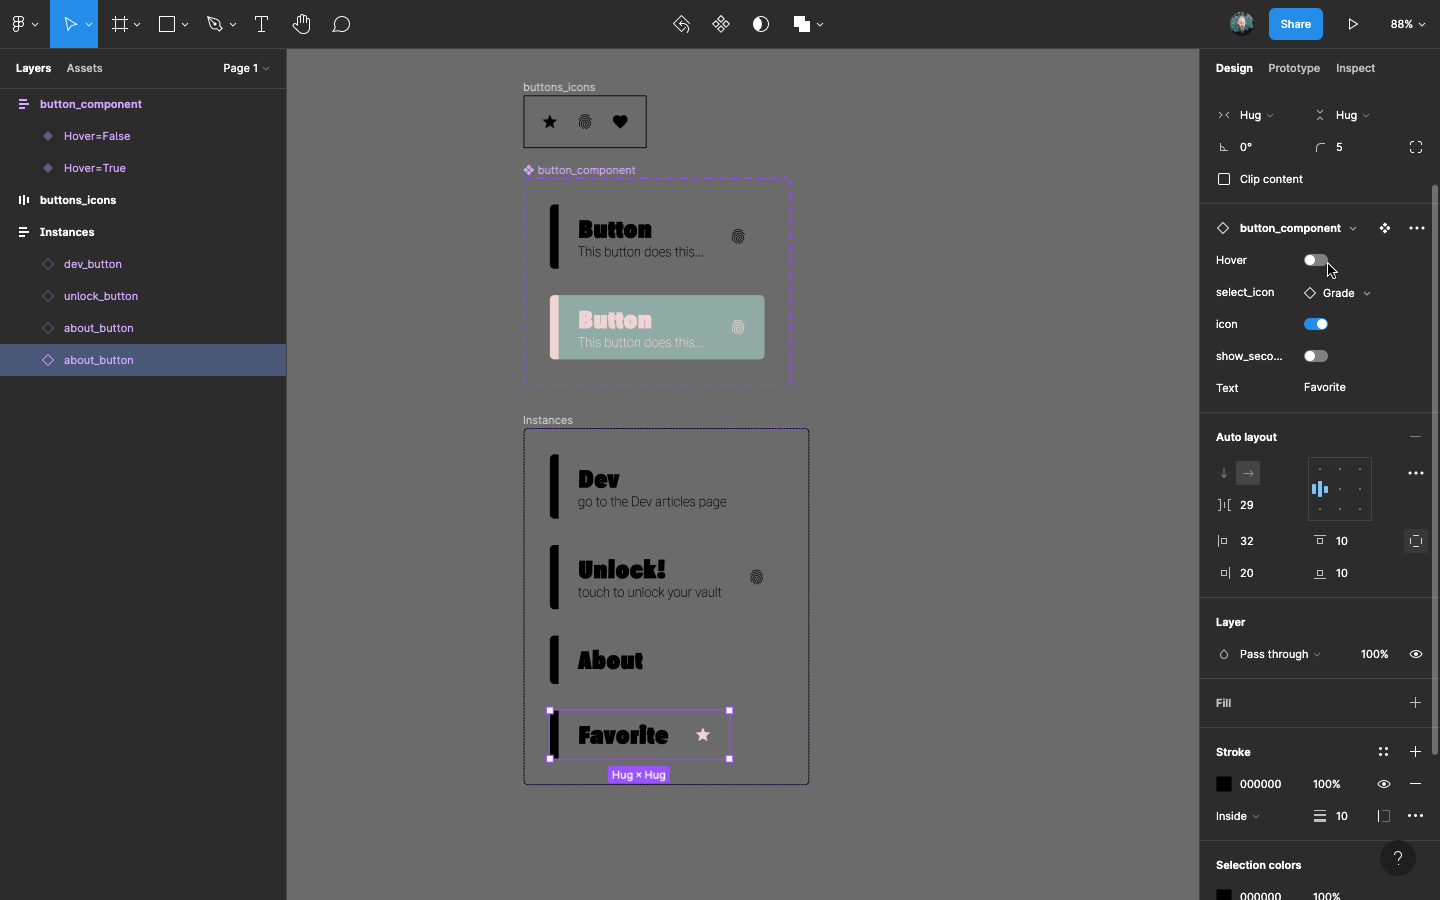 Share
88%
Layers
Assets
Page 1
button_component
Hover=False
Hover=True
buttons_icons
Instances
dev_button
unlock_button
about_button
about_button
buttons_icons
button_component
Button
This button does this...
Button
This button does this...
Instances
Dev
go to the Dev articles page
Unlock!
touch to unlock your vault
About
Favorite
Hug × Hug
Design
Prototype
Inspect
Hug
Hug
0°
5
Clip content
button_component
Hover
select_icon
Grade
icon
show_seco...
Text
Favorite
Auto layout
29
32
10
20
10
Layer
Pass through
100%
Fill
Stroke
000000
100%
Inside
10
Selection colors
?
000000
100%